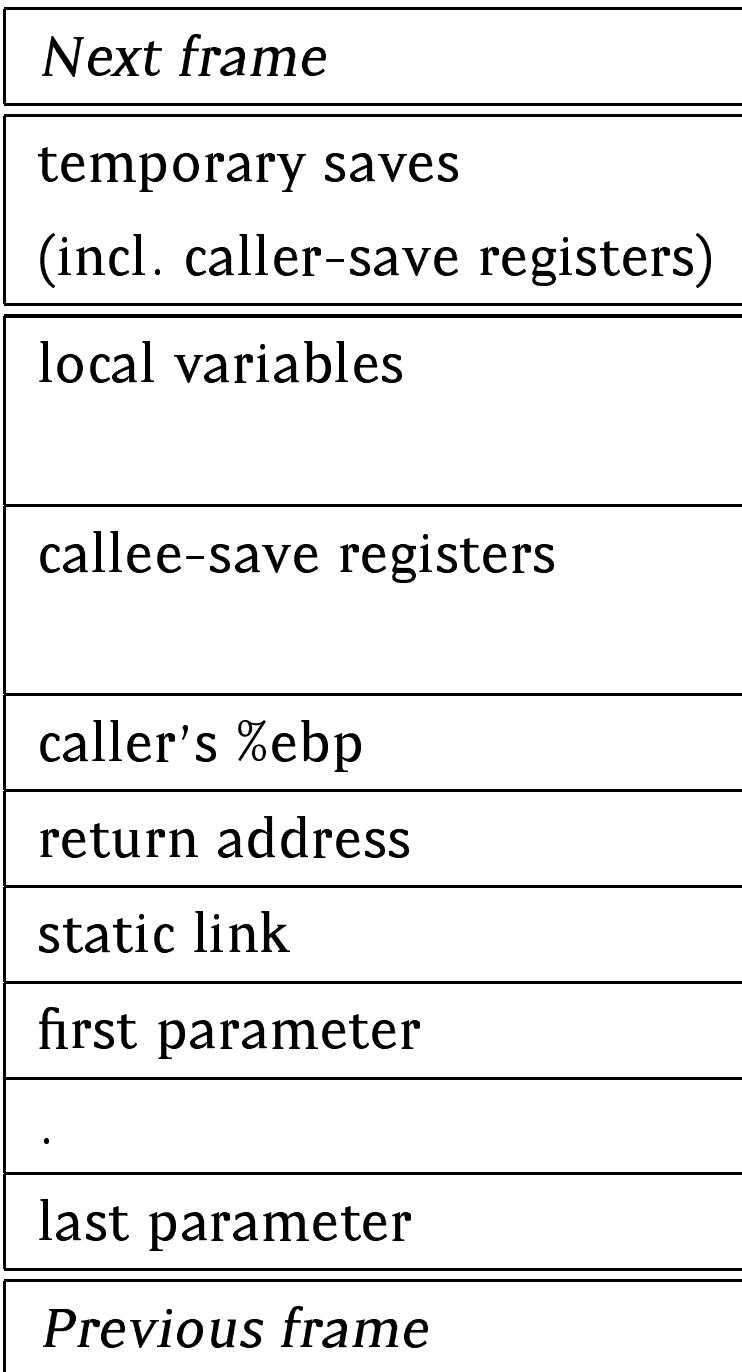 Next frame
temporary saves
(incl. caller-save registers)
local variables
callee-save registers
caller's %ebp
return address
static link
first parameter
.
last parameter
Previous frame